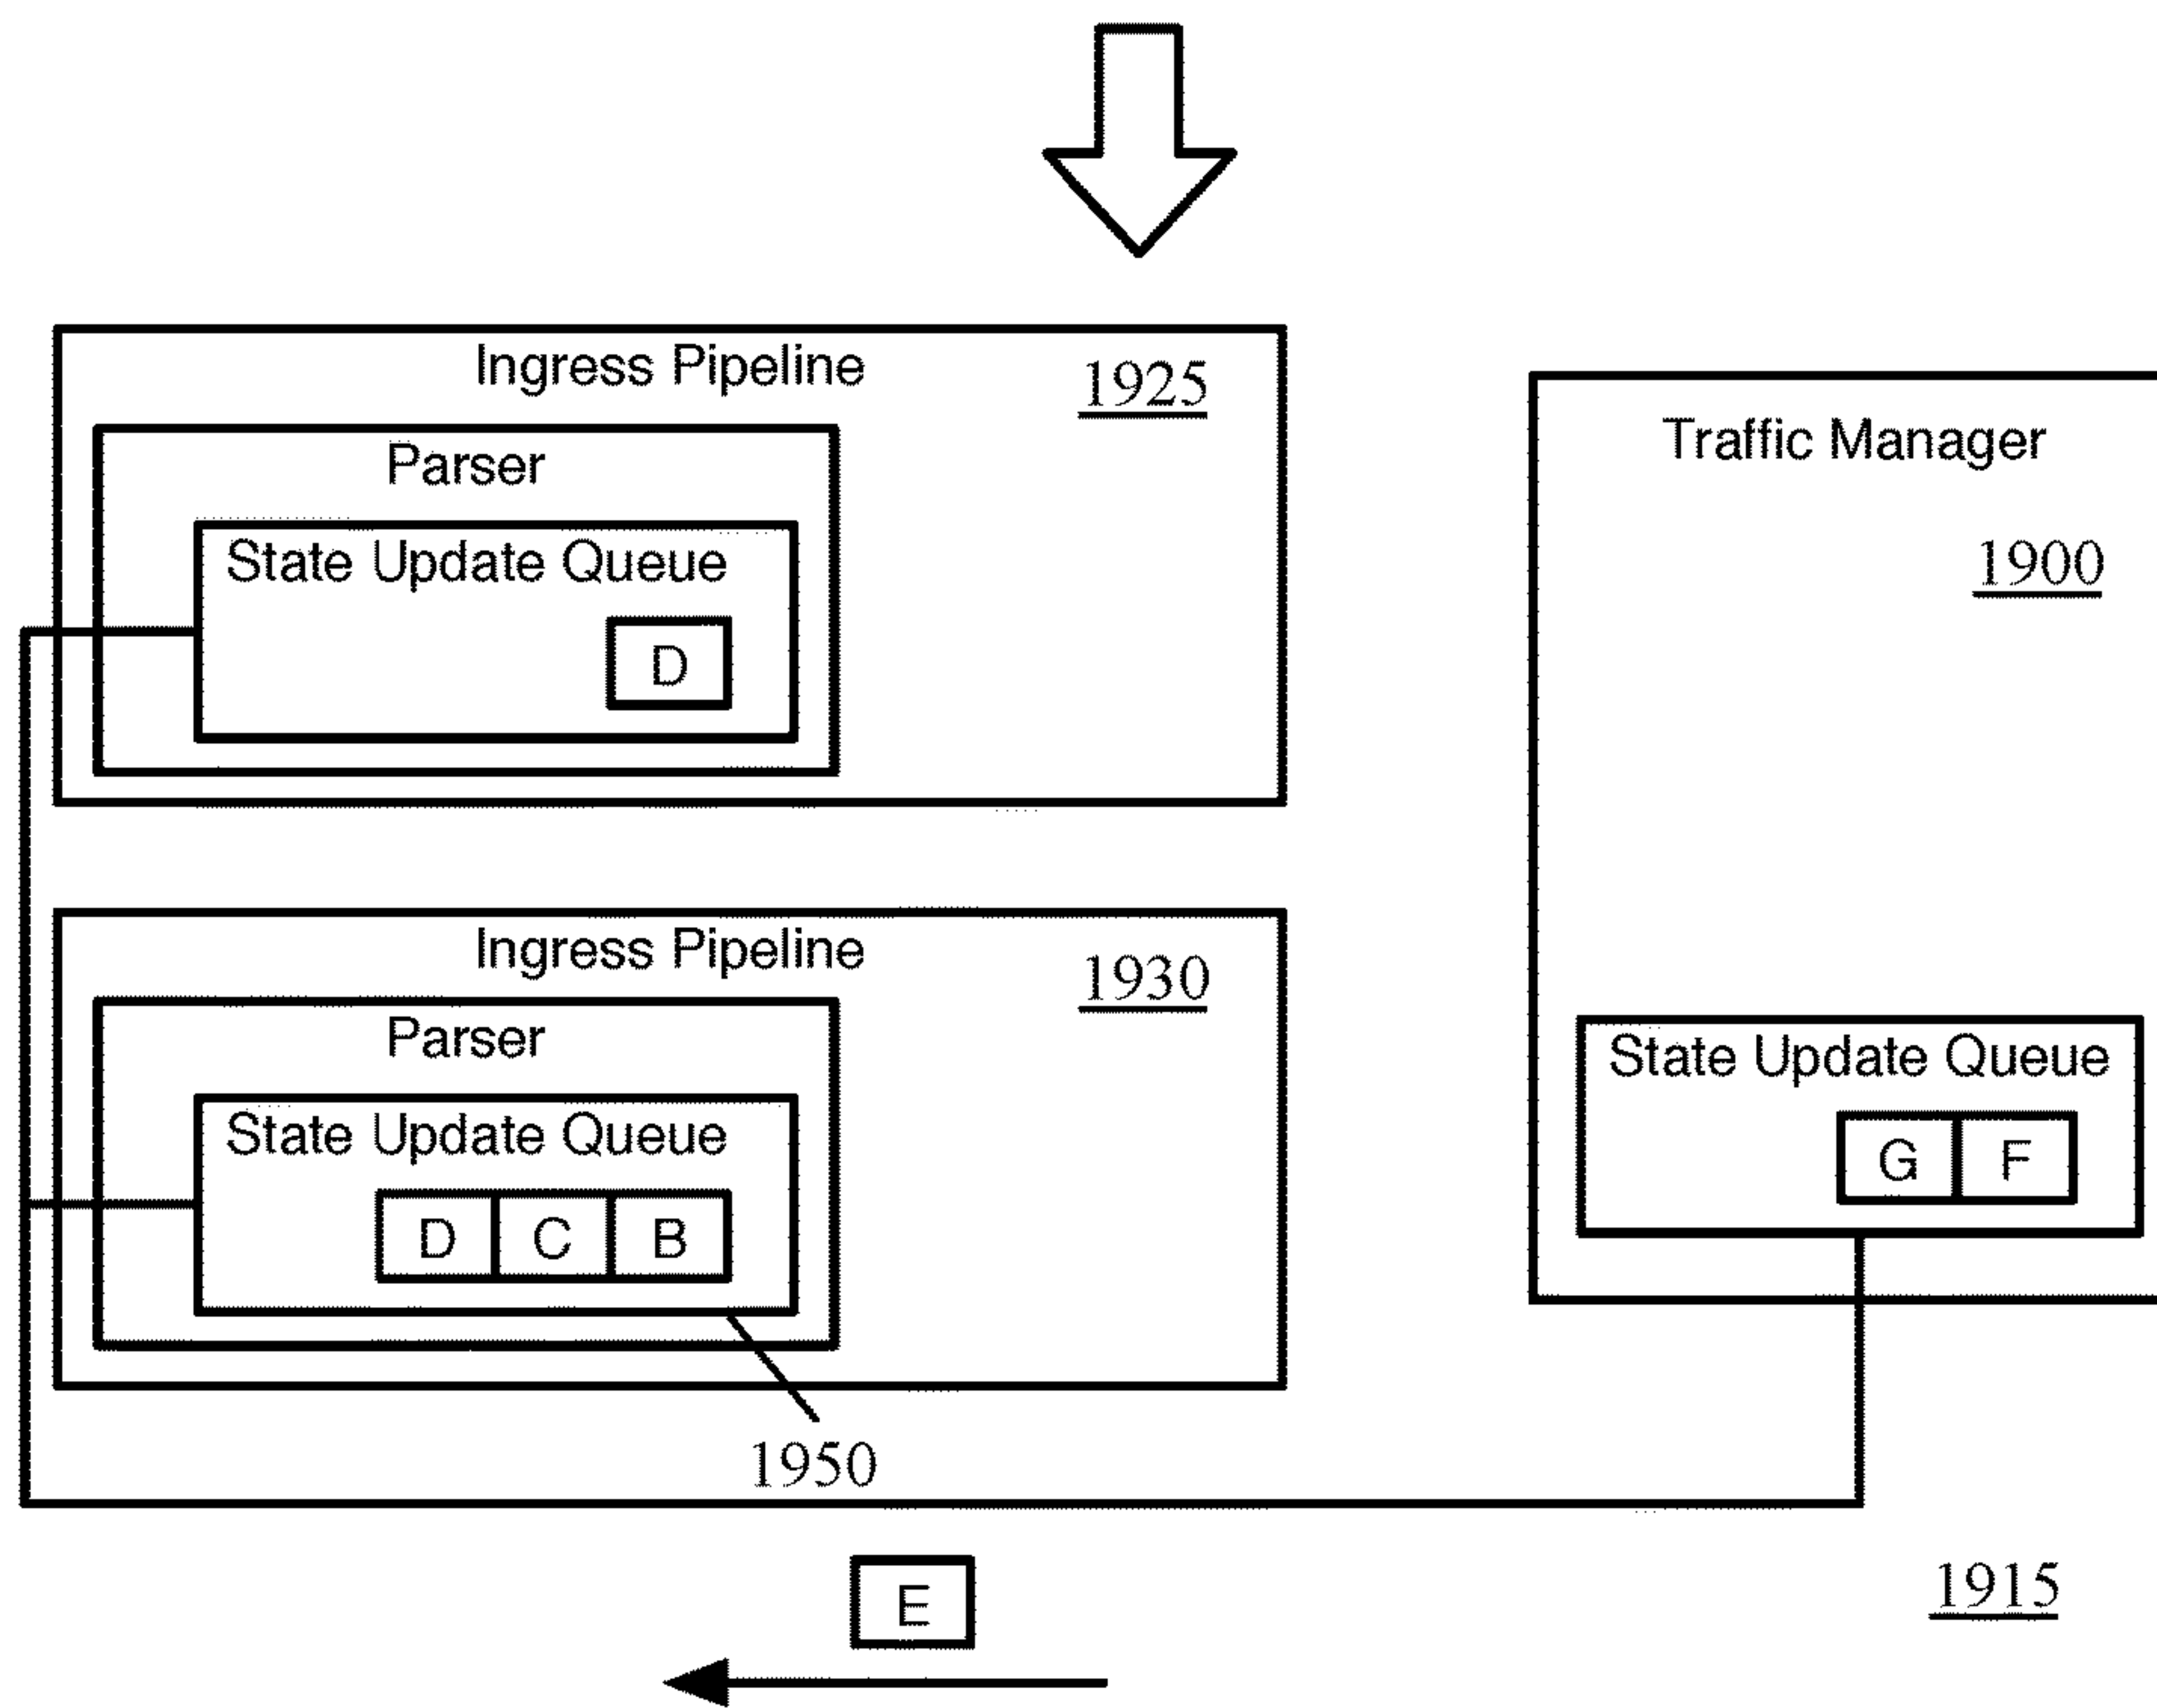 Ingress Pipeline
1925
Parser
State Update Queue
D
Traffic Manager
1900
Ingress Pipeline
1930
Parser
State Update Queue
D C B
1950
State Update Queue
G F
E
1915